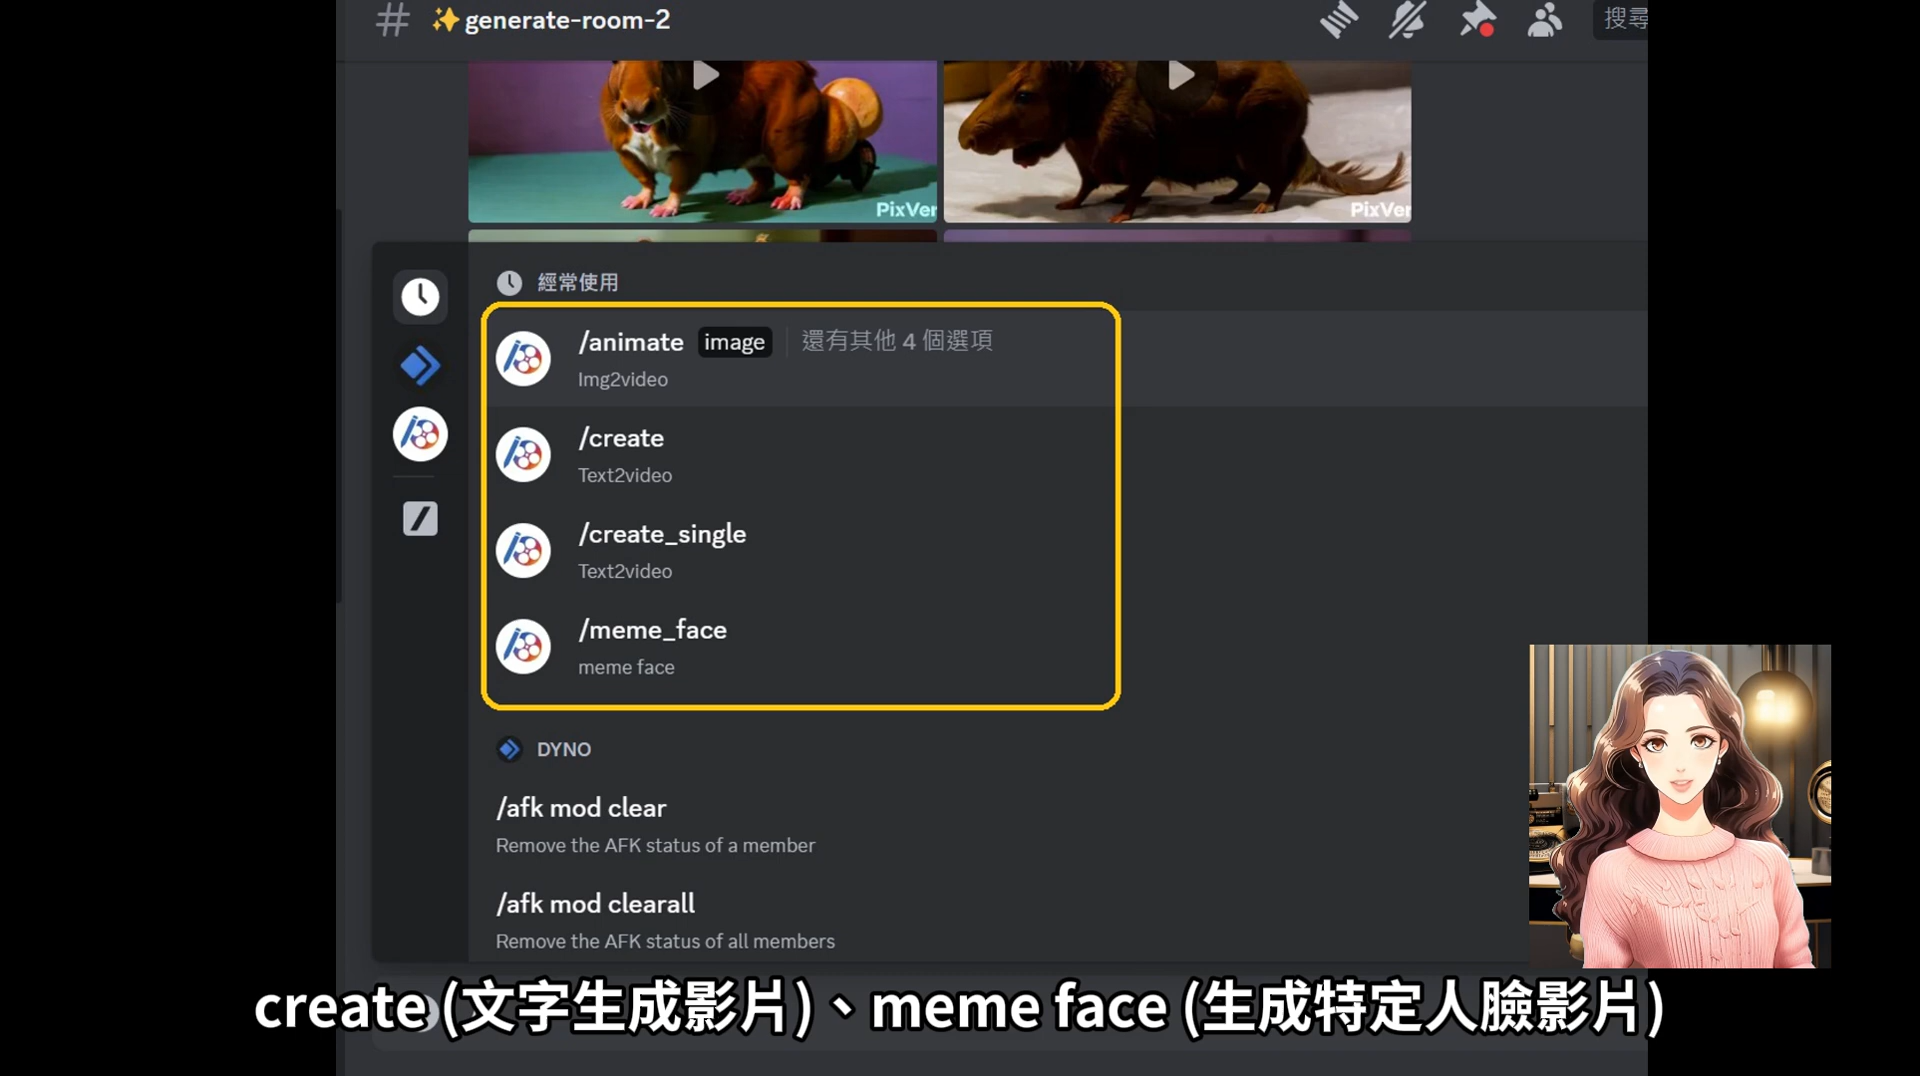 ✨generate-room-2
搜尋
PixVer
PixVer
經常使用
/animate image 還有其他 4 個選項
Img2video
/create
Text2video
/create_single
Text2video
/meme_face
meme face
DYNO
/afk mod clear
Remove the AFK status of a member
/afk mod clearall
Remove the AFK status of all members
create (文字生成影片)、meme face (生成特定人臉影片)